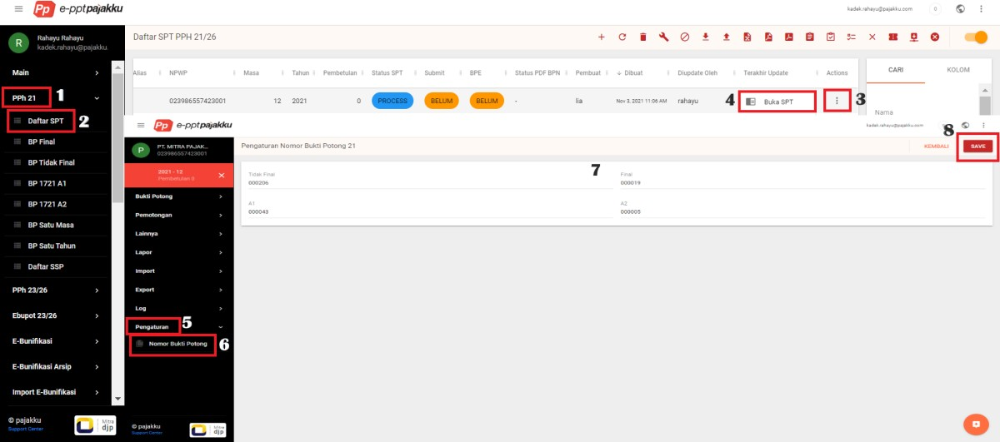 Pp e-pptpajakku
kadek.rahayu@pajakku.com 0
R Rahayu Rahayu
kadek.rahayu@pajakku.
Main
PPh 21 1
Daftar SPT 2
BP Final
BP Tidak Final
BP 1721 A1
BP 1721 A2
BP Satu Masa
BP Satu Tahun
Daftar SSP
PPh 23/26
Ebupot 23/26
E-Bunifikasi
E-Bunifikasi Arsip
Import E-Bunifikasi
© pajakku
Support Center
Mitra
djp
Daftar SPT PPH 21/26
Alias NPWP Masa Tahun Pembetulan Status SPT Submit BPE Status PDF BPN Pembuat Dibuat Diupdate Oleh Terakhir Update Actions
023986557423001 12 2021 0 PROCESS BELUM BELUM - lia Nov 3, 2021 11:06 AM rahayu 4 Buka SPT 3
CARI KOLOM
Nama
Pp e-pptpajakku
kadek.rahayu@pajakku.com
8
P PT. MITRA PAJAK...
023986557423001
2021 - 12
Pembetulan 0
Bukti Potong
Pemotongan
Lainnya
Lapor
Import
Export
Log
Pengaturan 5
Nomor Bukti Potong 6
© pajakku
Support Center
Mitra
djp
Pengaturan Nomor Bukti Potong 21
KEMBALI SAVE
7
Tidak Final
000206
Final
000019
A1
000043
A2
000005